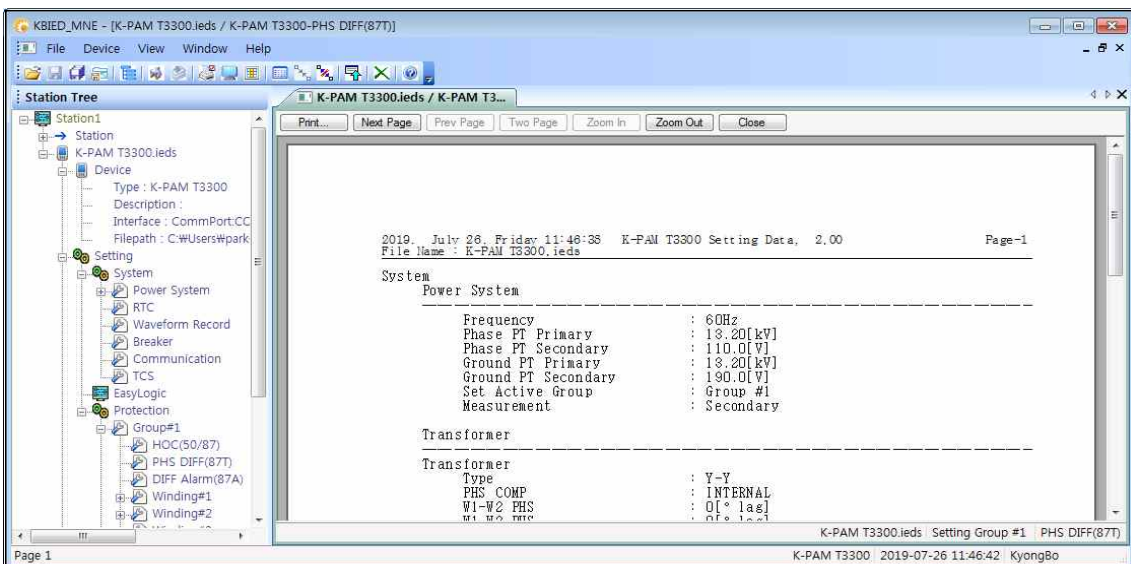 KBIED_MNE - [K-PAM T3300.ieds / K-PAM T3300-PHS DIFF(87T)]
File Device View Window Help
Station Tree
K-PAM T3300.ieds / K-PAM T3...
Print... Next Page Prev Page Two Page Zoom In Zoom Out Close
Station1
Station
K-PAM T3300.ieds
Device
Type : K-PAM T3300
Description :
Interface : CommPort:CC
Filepath : C:₩Users₩park
Setting
System
Power System
RTC
Waveform Record
Breaker
Communication
TCS
EasyLogic
Protection
Group#1
HOC(50/87)
PHS DIFF(87T)
DIFF Alarm(87A)
Winding#1
Winding#2
2019. July 26. Friday 11:46:38 K-PAM T3300 Setting Data, 2.00 Page-1
File Name : K-PAM T3300.ieds
System
Power System
Frequency : 60Hz
Phase PT Primary : 13.20[kV]
Phase PT Secondary : 110.0[V]
Ground PT Primary : 13.20[kV]
Ground PT Secondary : 190.0[V]
Set Active Group : Group #1
Measurement : Secondary
Transformer
Transformer
Type : Y-Y
PHS COMP : INTERNAL
W1-W2 PHS : 0[° lag]
K-PAM T3300.ieds Setting Group #1 PHS DIFF(87T)
Page 1 K-PAM T3300 2019-07-26 11:46:42 KyongBo